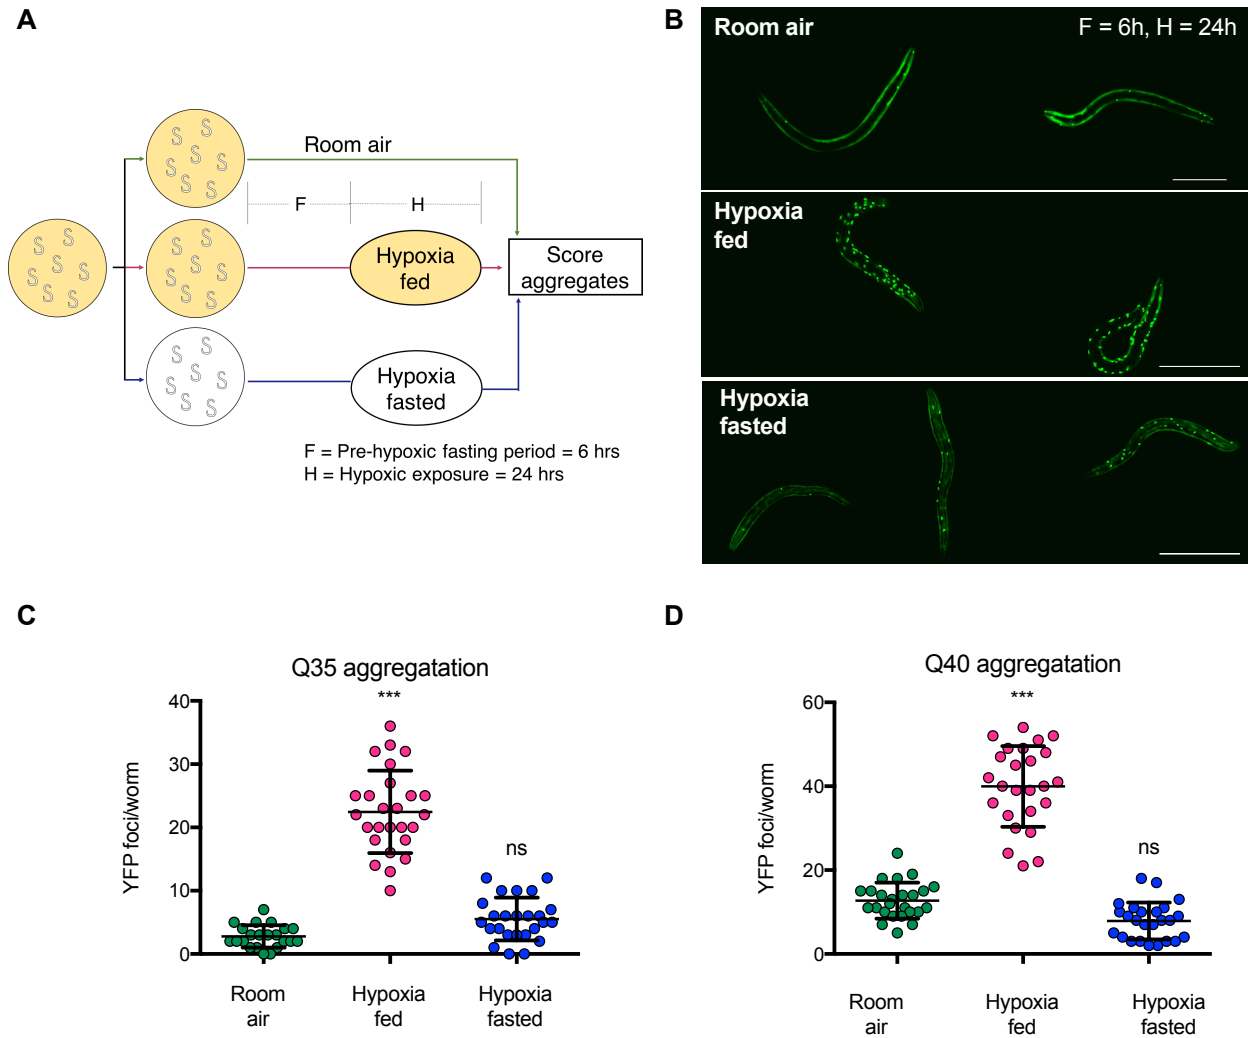 A
Room air
F
H
Hypoxia
fed
Score
aggregates
Hypoxia
fasted
F = Pre-hypoxic fasting period = 6 hrs
H = Hypoxic exposure = 24 hrs
B
Room air
F = 6h, H = 24h
Hypoxia
fed
Hypoxia
fasted
C
Q35 aggregatation
***
ns
YFP foci/worm
40
30
20
10
0
Room
air
Hypoxia
fed
Hypoxia
fasted
D
Q40 aggregatation
***
ns
YFP foci/worm
60
40
20
0
Room
air
Hypoxia
fed
Hypoxia
fasted